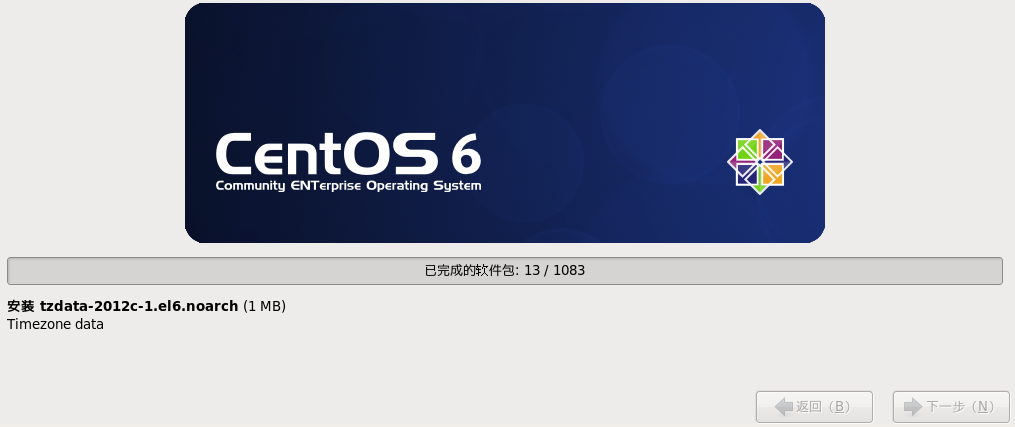 CentOS 6
Community ENTerprise Operating System
已完成的软件包: 13 / 1083
安装 tzdata-2012c-1.el6.noarch (1 MB)
Timezone data
返回（B）
下一步（N）